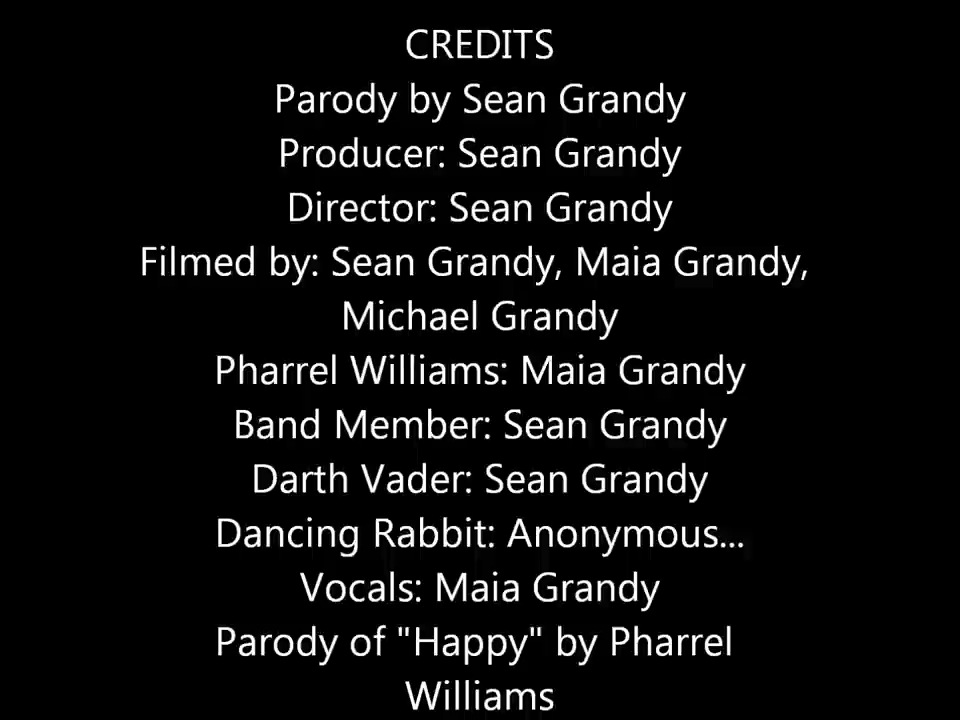 CREDITS
Parody by Sean Grandy
Producer: Sean Grandy
Director: Sean Grandy
Filmed by: Sean Grandy, Maia Grandy,
Michael Grandy
Pharrel Williams: Maia Grandy
Band Member: Sean Grandy
Darth Vader: Sean Grandy
Dancing Rabbit: Anonymous...
Vocals: Maia Grandy
Parody of "Happy" by Pharrel
Williams